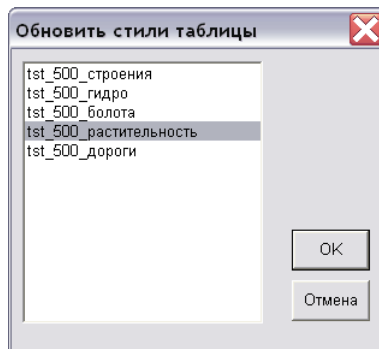 Обновить стили таблицы
tst_500_строения
tst_500_гидро
tst_500_болота
tst_500_растительность
tst_500_дороги
OK
Отмена